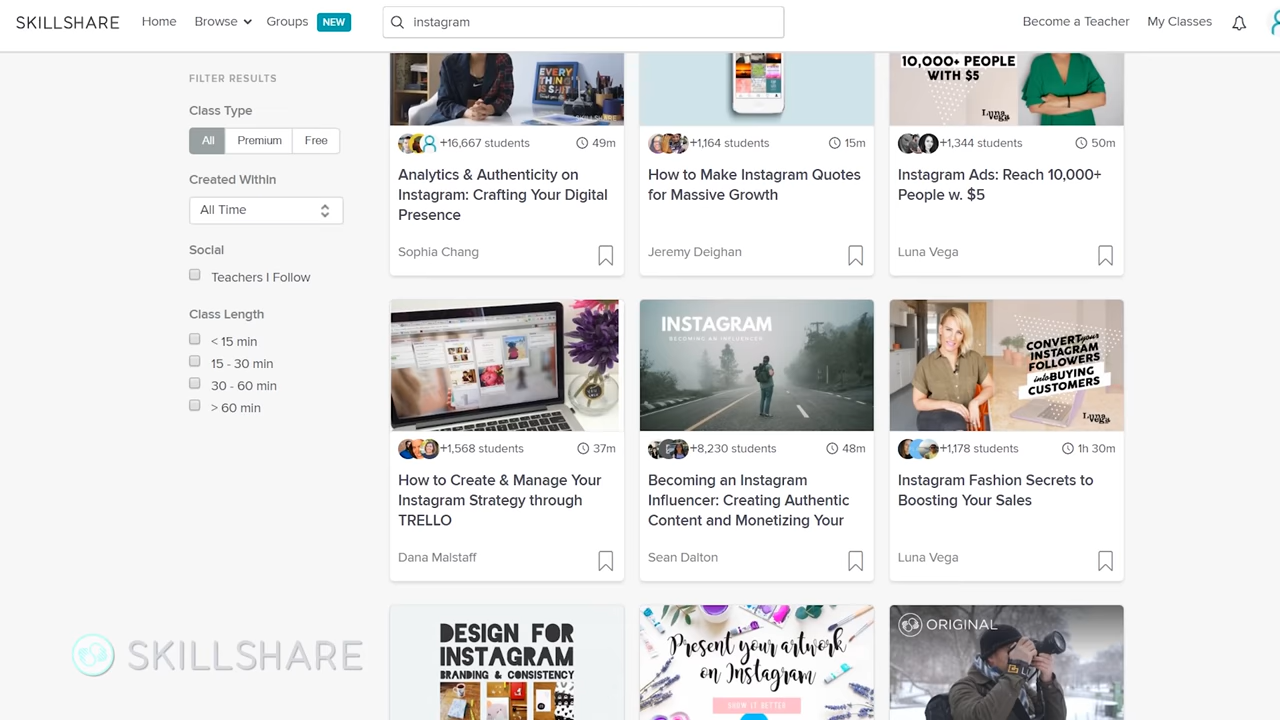 SKILLSHARE
Home
Browse
Groups
NEW
instagram
Become a Teacher
My Classes
FILTER RESULTS
Class Type
All
Premium
Free
Created Within
All Time
Social
Teachers I Follow
Class Length
< 15 min
15 - 30 min
30 - 60 min
> 60 min
EVERY
THING
IS SH!T
SKILLSHARE
+16,667 students
49m
Analytics & Authenticity on
Instagram: Crafting Your Digital
Presence
Sophia Chang
+1,164 students
15m
How to Make Instagram Quotes
for Massive Growth
Jeremy Deighan
10,000+ PEOPLE
WITH $5
Luna
Vega
+1,344 students
50m
Instagram Ads: Reach 10,000+
People w. $5
Luna Vega
+1,568 students
37m
How to Create & Manage Your
Instagram Strategy through
TRELLO
Dana Malstaff
INSTAGRAM
BECOMING AN INFLUENCER
+8,230 students
48m
Becoming an Instagram
Influencer: Creating Authentic
Content and Monetizing Your
Sean Dalton
CONVERT your
INSTAGRAM
FOLLOWERS
into BUYING
CUSTOMERS
Luna
Vega
+1,178 students
1h 30m
Instagram Fashion Secrets to
Boosting Your Sales
Luna Vega
DESIGN FOR
INSTAGRAM
BRANDING & CONSISTENCY
Present your artwork
on Instagram
SHOW IT BETTER
ORIGINAL
SKILLSHARE